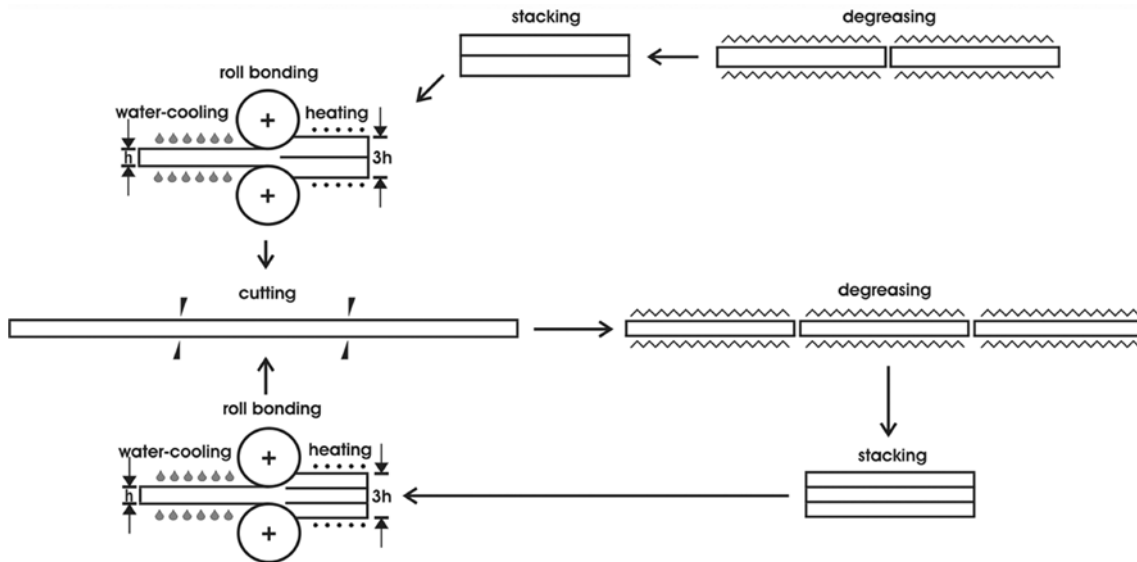 stacking
degreasing
roll bonding
water-cooling
heating
h
3h
cutting
degreasing
roll bonding
water-cooling
heating
stacking
h
3h